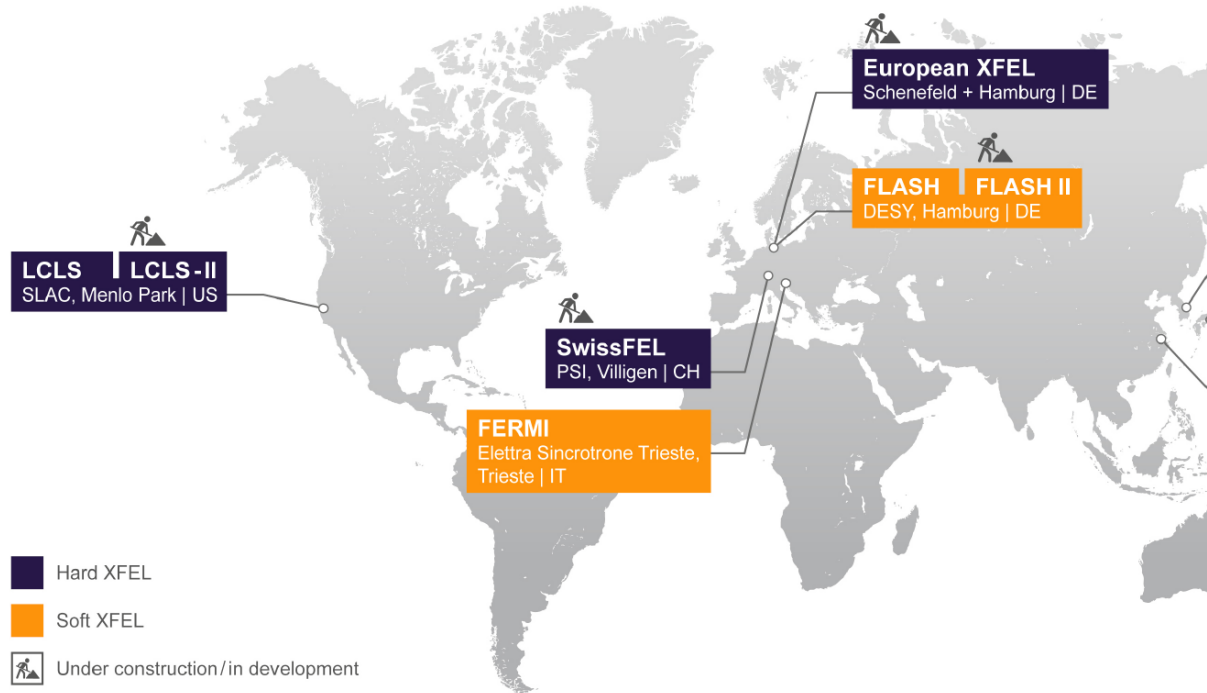 European XFEL
Schenefeld + Hamburg | DE
FLASH FLASH II
DESY, Hamburg | DE
LCLS LCLS-II
SLAC, Menlo Park | US
SwissFEL
PSI, Villigen | CH
FERMI
Elettra Sincrotrone Trieste,
Trieste | IT
Hard XFEL
Soft XFEL
Under construction/in development